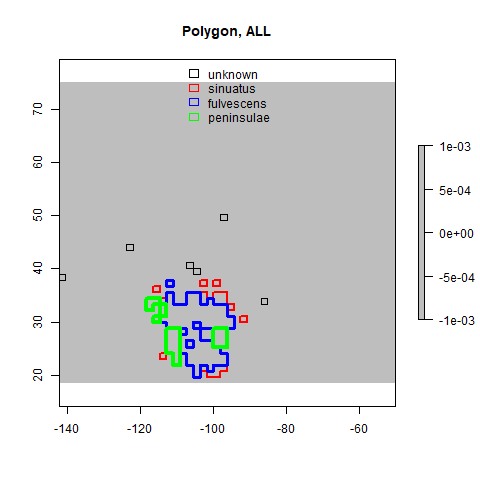 Polygon, ALL
unknown
sinuatus
fulvescens
peninsulae
70
60
50
40
30
20
-140 -120 -100 -80 -60
1e-03
5e-04
0e+00
-5e-04
-1e-03